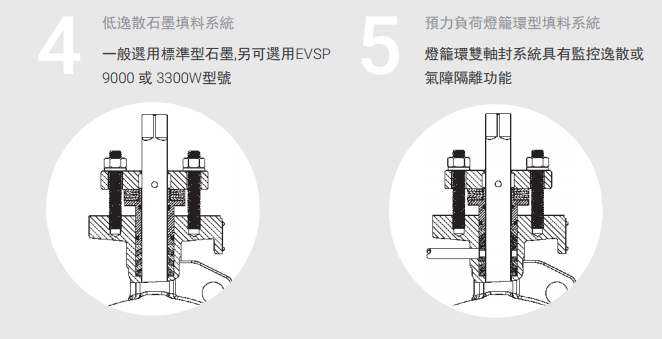 4
低逸散石墨填料系統
一般選用標準型石墨,另可選用EVSP
9000 或 3300W型號
5
預力負荷燈籠環型填料系統
燈籠環雙軸封系統具有監控逸散或
氣障隔離功能